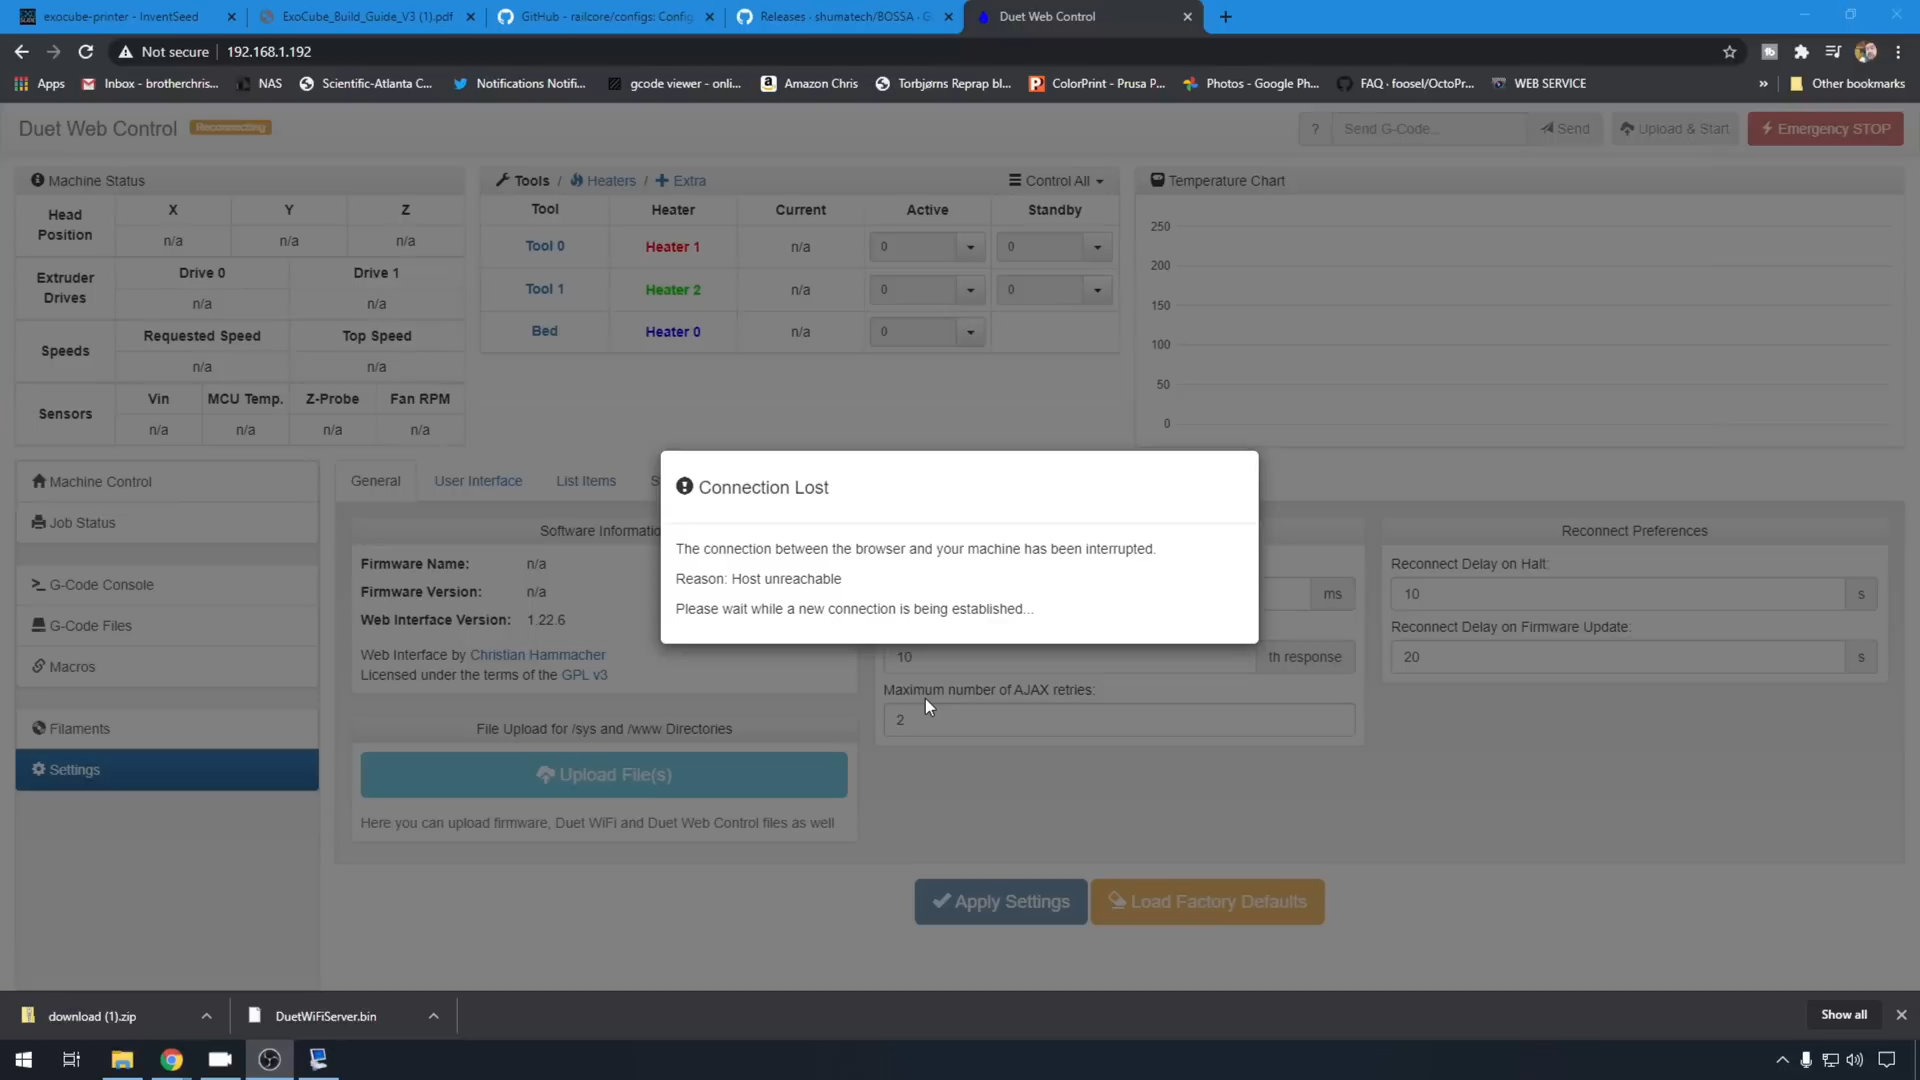 exocube-printer - InventSeed
ExoCube_Build_Guide_V3 (1).pdf
GitHub - railcore/configs: Config
Releases · shumatech/BOSSA · G
Duet Web Control
Not secure
192.168.1.192
Apps
Inbox - brotherchris...
NAS
Scientific-Atlanta C...
Notifications Notifi...
gcode viewer - onli...
Amazon Chris
Torbjørns Reprap bl...
ColorPrint - Prusa P...
Photos - Google Ph...
FAQ · foosel/OctoPr...
WEB SERVICE
»
Other bookmarks
Duet Web Control
Reconnecting
?
Send G-Code...
Send
Upload & Start
Emergency STOP
Machine Status
Head Position
X
Y
Z
n/a
n/a
n/a
Extruder Drives
Drive 0
Drive 1
n/a
n/a
Speeds
Requested Speed
Top Speed
n/a
n/a
Sensors
Vin
MCU Temp.
Z-Probe
Fan RPM
n/a
n/a
n/a
n/a
Tools / Heaters / Extra
Control All
Tool
Heater
Current
Active
Standby
Tool 0
Heater 1
n/a
0
0
Tool 1
Heater 2
n/a
0
0
Bed
Heater 0
n/a
0
Temperature Chart
250
200
150
100
50
0
Machine Control
Job Status
G-Code Console
G-Code Files
Macros
Filaments
Settings
General
User Interface
List Items
S
Software Informatio
Firmware Name: n/a
Firmware Version: n/a
Web Interface Version: 1.22.6
Web Interface by Christian Hammacher
Licensed under the terms of the GPL v3
File Upload for /sys and /www Directories
Upload File(s)
Here you can upload firmware, Duet WiFi and Duet Web Control files as well
Connection Lost
The connection between the browser and your machine has been interrupted.
Reason: Host unreachable
Please wait while a new connection is being established...
ms
10
th response
Maximum number of AJAX retries:
2
Reconnect Preferences
Reconnect Delay on Halt:
10
s
Reconnect Delay on Firmware Update:
20
s
Apply Settings
Load Factory Defaults
download (1).zip
DuetWiFiServer.bin
Show all